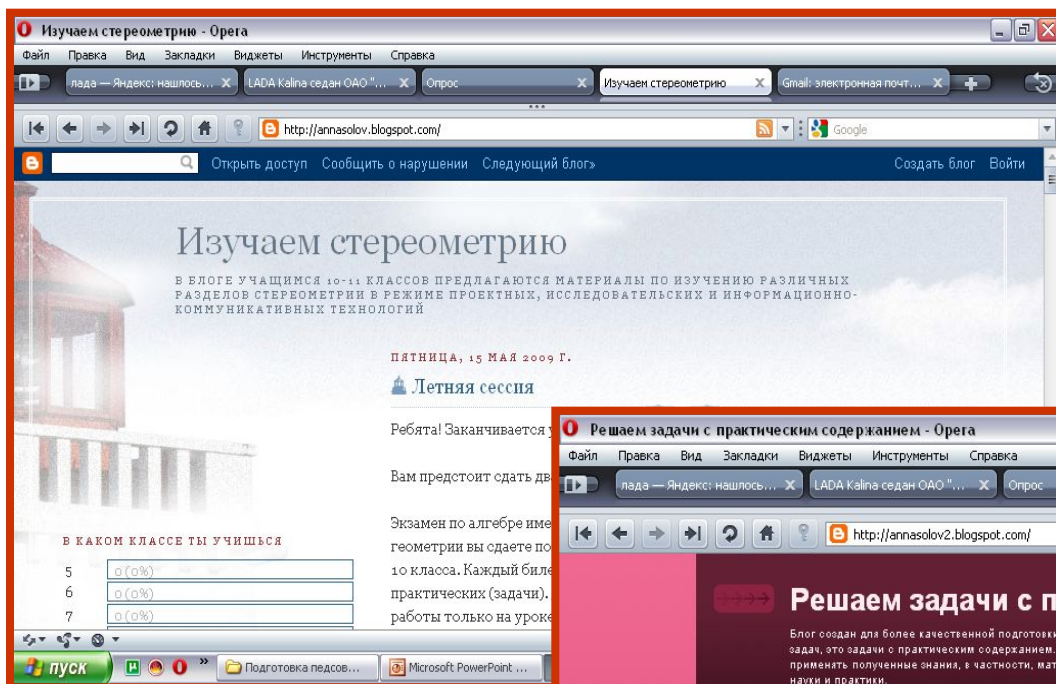 Изучаем стереометрию - Opera
Файл Правка Вид Закладки Виджеты Инструменты Справка
лада — Яндекс: нашлось... LADA Kalina седан ОАО "... Опрос Изучаем стереометрию Gmail: электронная почт...
http://annasolov.blogspot.com/ Google
Открыть доступ Сообщить о нарушении Следующий блог» Создать блог Войти
Изучаем стереометрию
В БЛОГЕ УЧАЩИМСЯ 10-11 КЛАССОВ ПРЕДЛАГАЮТСЯ МАТЕРИАЛЫ ПО ИЗУЧЕНИЮ РАЗЛИЧНЫХ
РАЗДЕЛОВ СТЕРЕОМЕТРИИ В РЕЖИМЕ ПРОЕКТНЫХ, ИССЛЕДОВАТЕЛЬСКИХ И ИНФОРМАЦИОННО-
КОММУНИКАТИВНЫХ ТЕХНОЛОГИЙ
ПЯТНИЦА, 15 МАЯ 2009 Г.
Летняя сессия
Ребята! Заканчивается
Вам предстоит сдать
Экзамен по алгебре
геометрии вы сдаете
10 класса. Каждый
практических (задачи).
работы только на
В КАКОМ КЛАССЕ ТЫ УЧИШЬСЯ
5 0 (0%)
6 0 (0%)
7 0 (0%)
пуск Подготовка педсов... Microsoft PowerPoint ...
Решаем задачи с практическим содержанием - Opera
Файл Правка Вид Закладки Виджеты Инструменты Справка
лада — Яндекс: нашлось... LADA Kalina седан ОАО "... Опрос
http://annasolov2.blogspot.com/
Решаем задачи с п
Блог создан для более качественной подготовки
задач, это задачи с практическим содержанием.
применять полученные знания, в частности, мат
науки и практики.